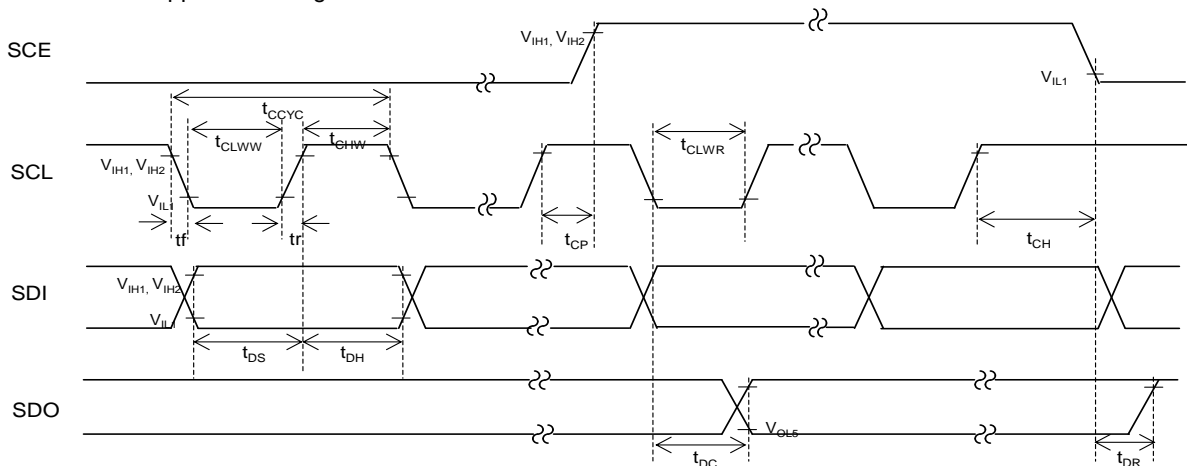 SCE
V_IH1, V_IH2
V_IL1
t_CCYC
t_CLWW
t_CHW
t_CLWR
SCL
V_IH1, V_IH2
V_IL1
tf
tr
t_CP
t_CH
SDI
V_IH1, V_IH2
V_IL
t_DS
t_DH
SDO
V_OL5
t_DC
t_DR